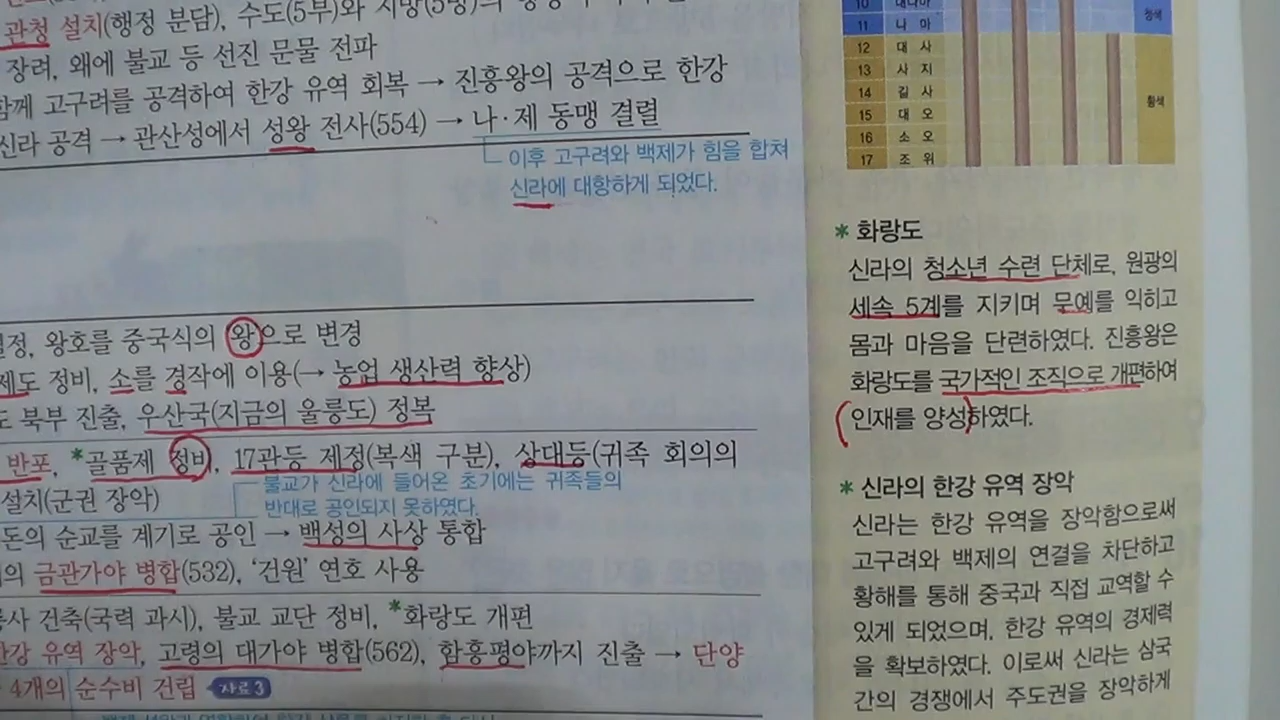 관청 설치(행정 분담), 수도(5부)와 지방(5방)의
장려, 왜에 불교 등 선진 문물 전파
함께 고구려를 공격하여 한강 유역 회복 → 진흥왕의 공격으로 한강
신라 공격 → 관산성에서 성왕 전사(554) → 나·제 동맹 결렬
이후 고구려와 백제가 힘을 합쳐
신라에 대항하게 되었다.
왕호를 중국식의 왕으로 변경
제도 정비, 소를 경작에 이용(→ 농업 생산력 향상)
북부 진출, 우산국(지금의 울릉도) 정복
반포, *골품제 정비, 17관등 제정(복색 구분), 상대등(귀족 회의의
불교가 신라에 들어온 초기에는 귀족들의
반대로 공인되지 못하였다.
설치(군권 장악)
돈의 순교를 계기로 공인 → 백성의 사상 통합
의 금관가야 병합(532), '건원' 연호 사용
건축(국력 과시), 불교 교단 정비, *화랑도 개편
한강 유역 장악, 고령의 대가야 병합(562), 함흥평야까지 진출 → 단양
4개의 순수비 건립 자료 3
10 대나마
11 나 마
청색
12 대 사
13 사 지
14 길 사
15 대 오
16 소 오
17 조 위
황색
* 화랑도
신라의 청소년 수련 단체로, 원광의
세속 5계를 지키며 무예를 익히고
몸과 마음을 단련하였다. 진흥왕은
화랑도를 국가적인 조직으로 개편하여
인재를 양성하였다.
* 신라의 한강 유역 장악
신라는 한강 유역을 장악함으로써
고구려와 백제의 연결을 차단하고
황해를 통해 중국과 직접 교역할 수
있게 되었으며, 한강 유역의 경제력
을 확보하였다. 이로써 신라는 삼국
간의 경쟁에서 주도권을 장악하게